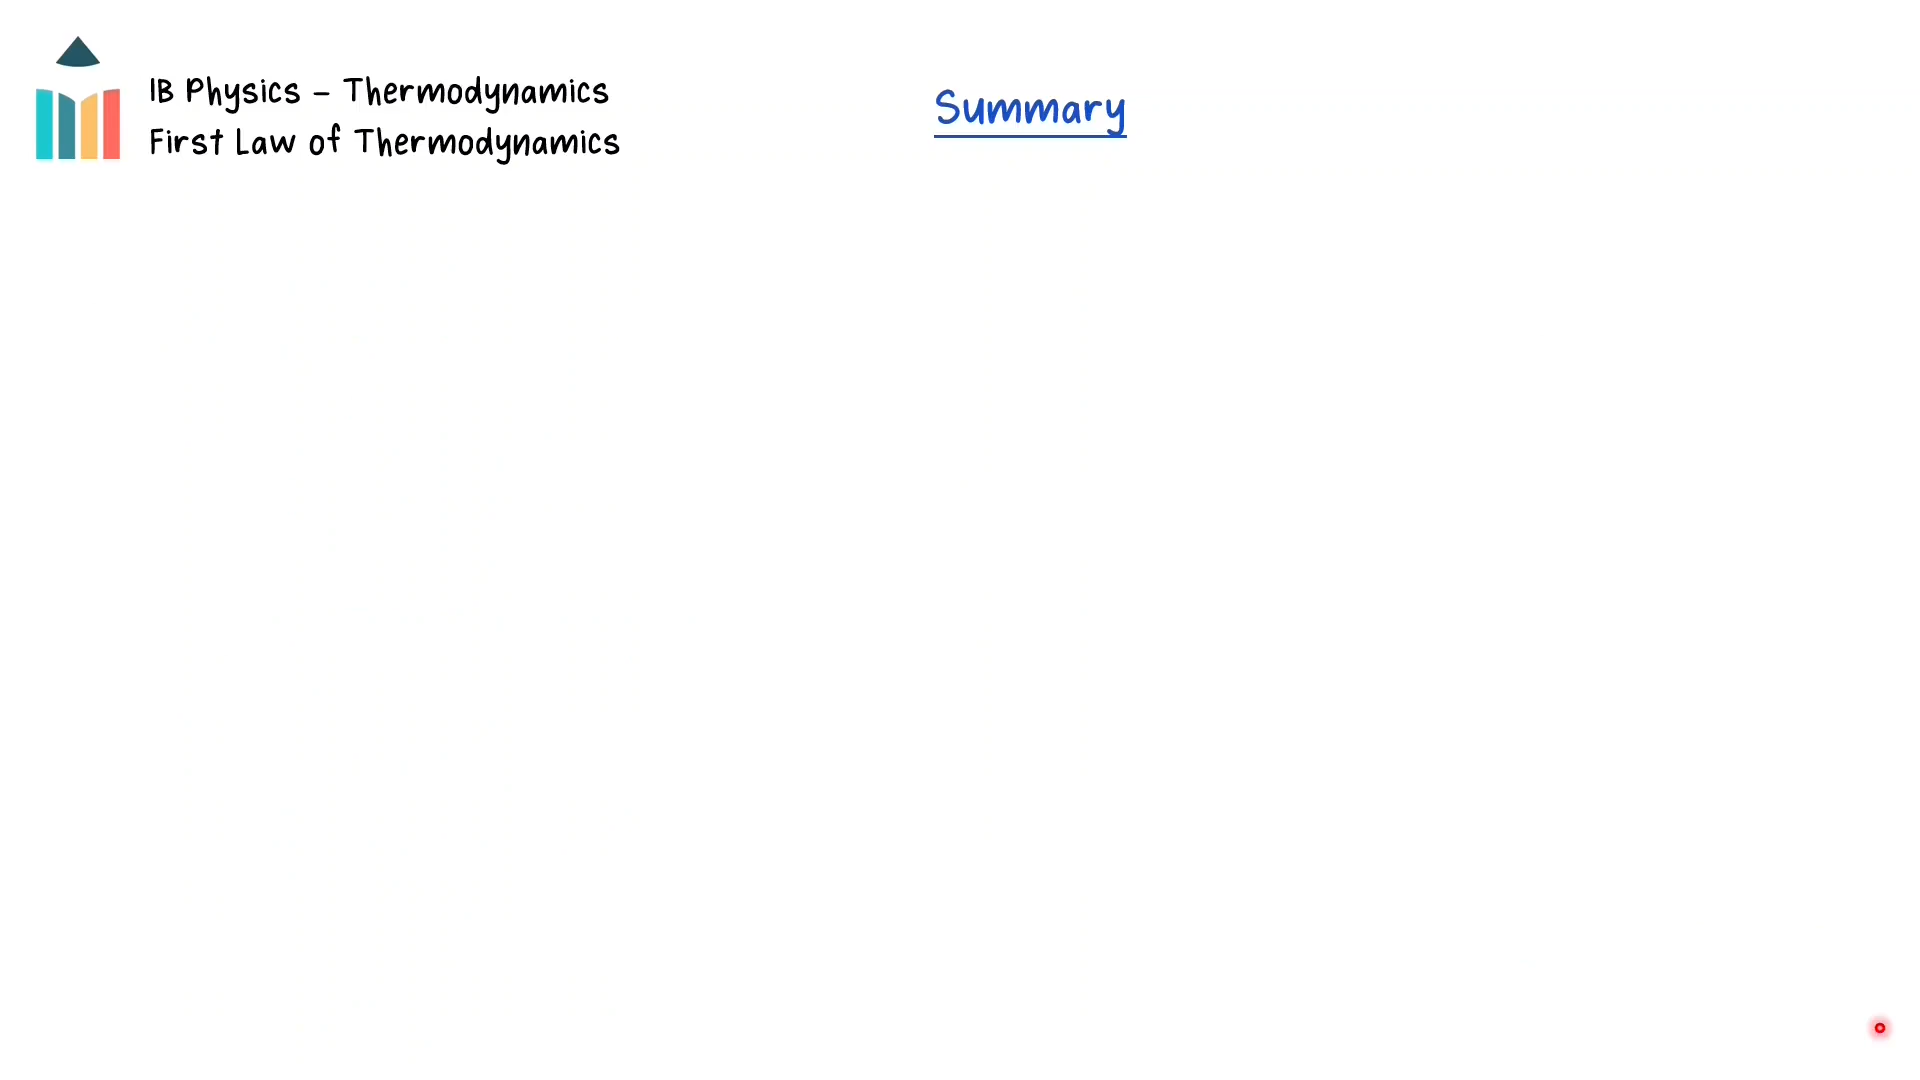 IB Physics – Thermodynamics
First Law of Thermodynamics
Summary